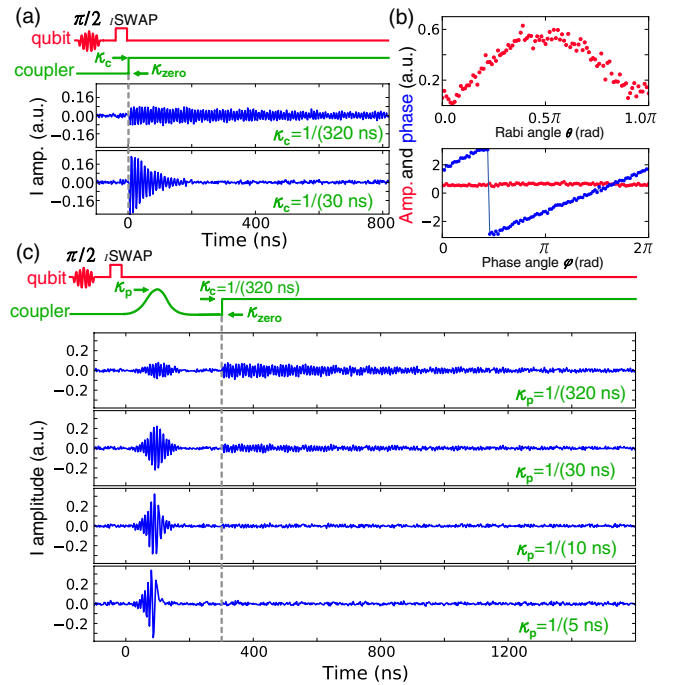 (a)
π/2 iSWAP
qubit
coupler
κc
κzero
0.16
0.00
−0.16
κc=1/(320 ns)
0.16
0.00
−0.16
κc=1/(30 ns)
I amp. (a.u.)
0 400 800
Time (ns)
(b)
0.6
0.2
0.0 0.5π 1.0π
Rabi angle θ (rad)
Amp. and phase (a.u.)
2
0
−2
0 π 2π
Phase angle φ (rad)
(c)
π/2 iSWAP
qubit
coupler
κp
κc=1/(320 ns)
κzero
0.2
0.0
−0.2
κp=1/(320 ns)
0.2
0.0
−0.2
κp=1/(30 ns)
0.2
0.0
−0.2
κp=1/(10 ns)
0.2
0.0
−0.2
κp=1/(5 ns)
I amplitude (a.u.)
0 400 800 1200
Time (ns)